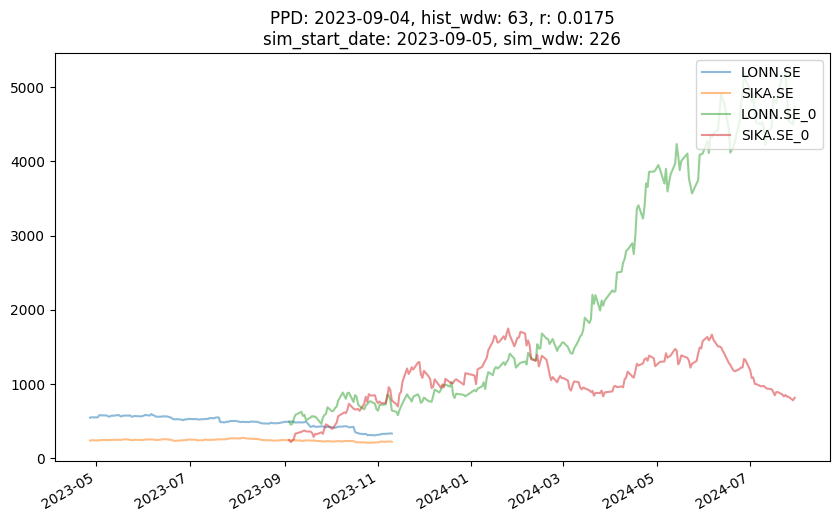 PPD: 2023-09-04, hist_wdw: 63, r: 0.0175
sim_start_date: 2023-09-05, sim_wdw: 226
5000
4000
3000
2000
1000
0
LONN.SE
SIKA.SE
LONN.SE_0
SIKA.SE_0
2023-05
2023-07
2023-09
2023-11
2024-01
2024-03
2024-05
2024-07